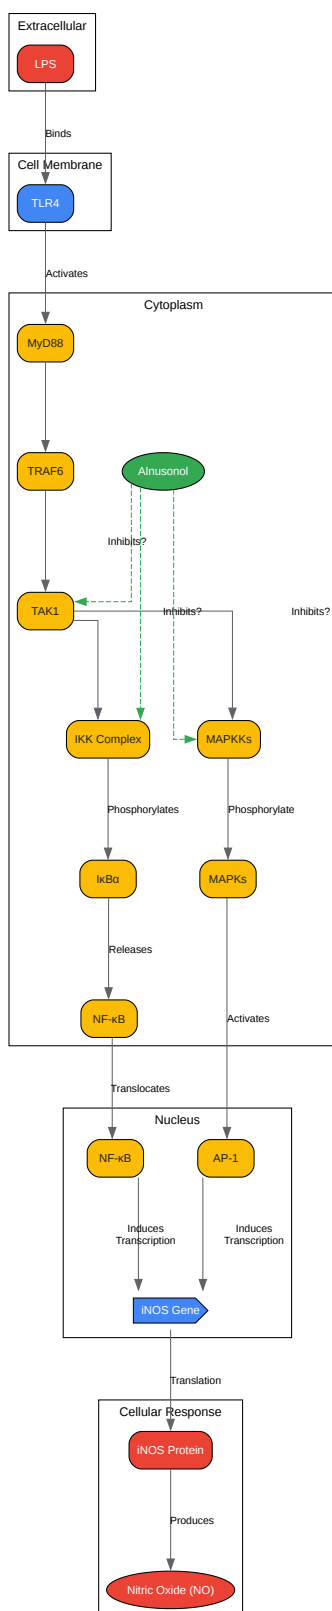 Extracellular
LPS
Binds
Cell Membrane
TLR4
Activates
Cytoplasm
MyD88
TRAF6
Alnusonol
Inhibits?
TAK1
Inhibits?
Inhibits?
IKK Complex
MAPKKs
Phosphorylates
Phosphorylate
IκBα
MAPKs
Releases
NF-κB
Activates
Translocates
Nucleus
NF-κB
AP-1
Induces
Transcription
Induces
Transcription
iNOS Gene
Translation
Cellular Response
iNOS Protein
Produces
Nitric Oxide (NO)